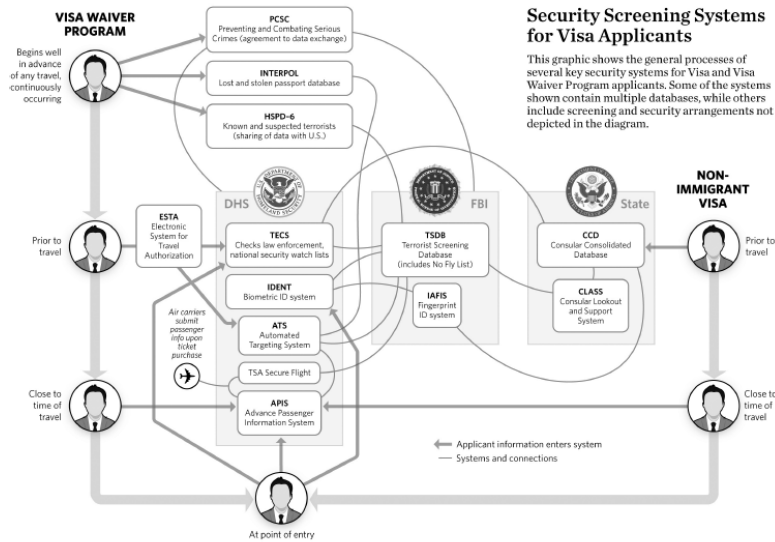 VISA WAIVER
PROGRAM
Begins well
in advance
of any travel,
continuously
occurring
PCSC
Preventing and Combating Serious
Crimes (agreement to data exchange)
INTERPOL
Lost and stolen passport database
HSPD–6
Known and suspected terrorists
(sharing of data with U.S.)
Security Screening Systems
for Visa Applicants
This graphic shows the general processes of
several key security systems for Visa and Visa
Waiver Program applicants. Some of the systems
shown contain multiple databases, while others
include screening and security arrangements not
depicted in the diagram.
DHS
FBI
State
NON-
IMMIGRANT
VISA
Prior to
travel
ESTA
Electronic
System for
Travel
Authorization
TECS
Checks law enforcement,
national security watch lists
TSDB
Terrorist Screening
Database
(includes No Fly List)
CCD
Consular Consolidated
Database
Prior to
travel
IDENT
Biometric ID system
IAFIS
Fingerprint
ID system
CLASS
Consular Lookout
and Support
System
Air carriers
submit
passenger
info upon
ticket
purchase
ATS
Automated
Targeting System
TSA Secure Flight
Close to
time of
travel
APIS
Advance Passenger
Information System
Close to
time of
travel
Applicant information enters system
Systems and connections
At point of entry